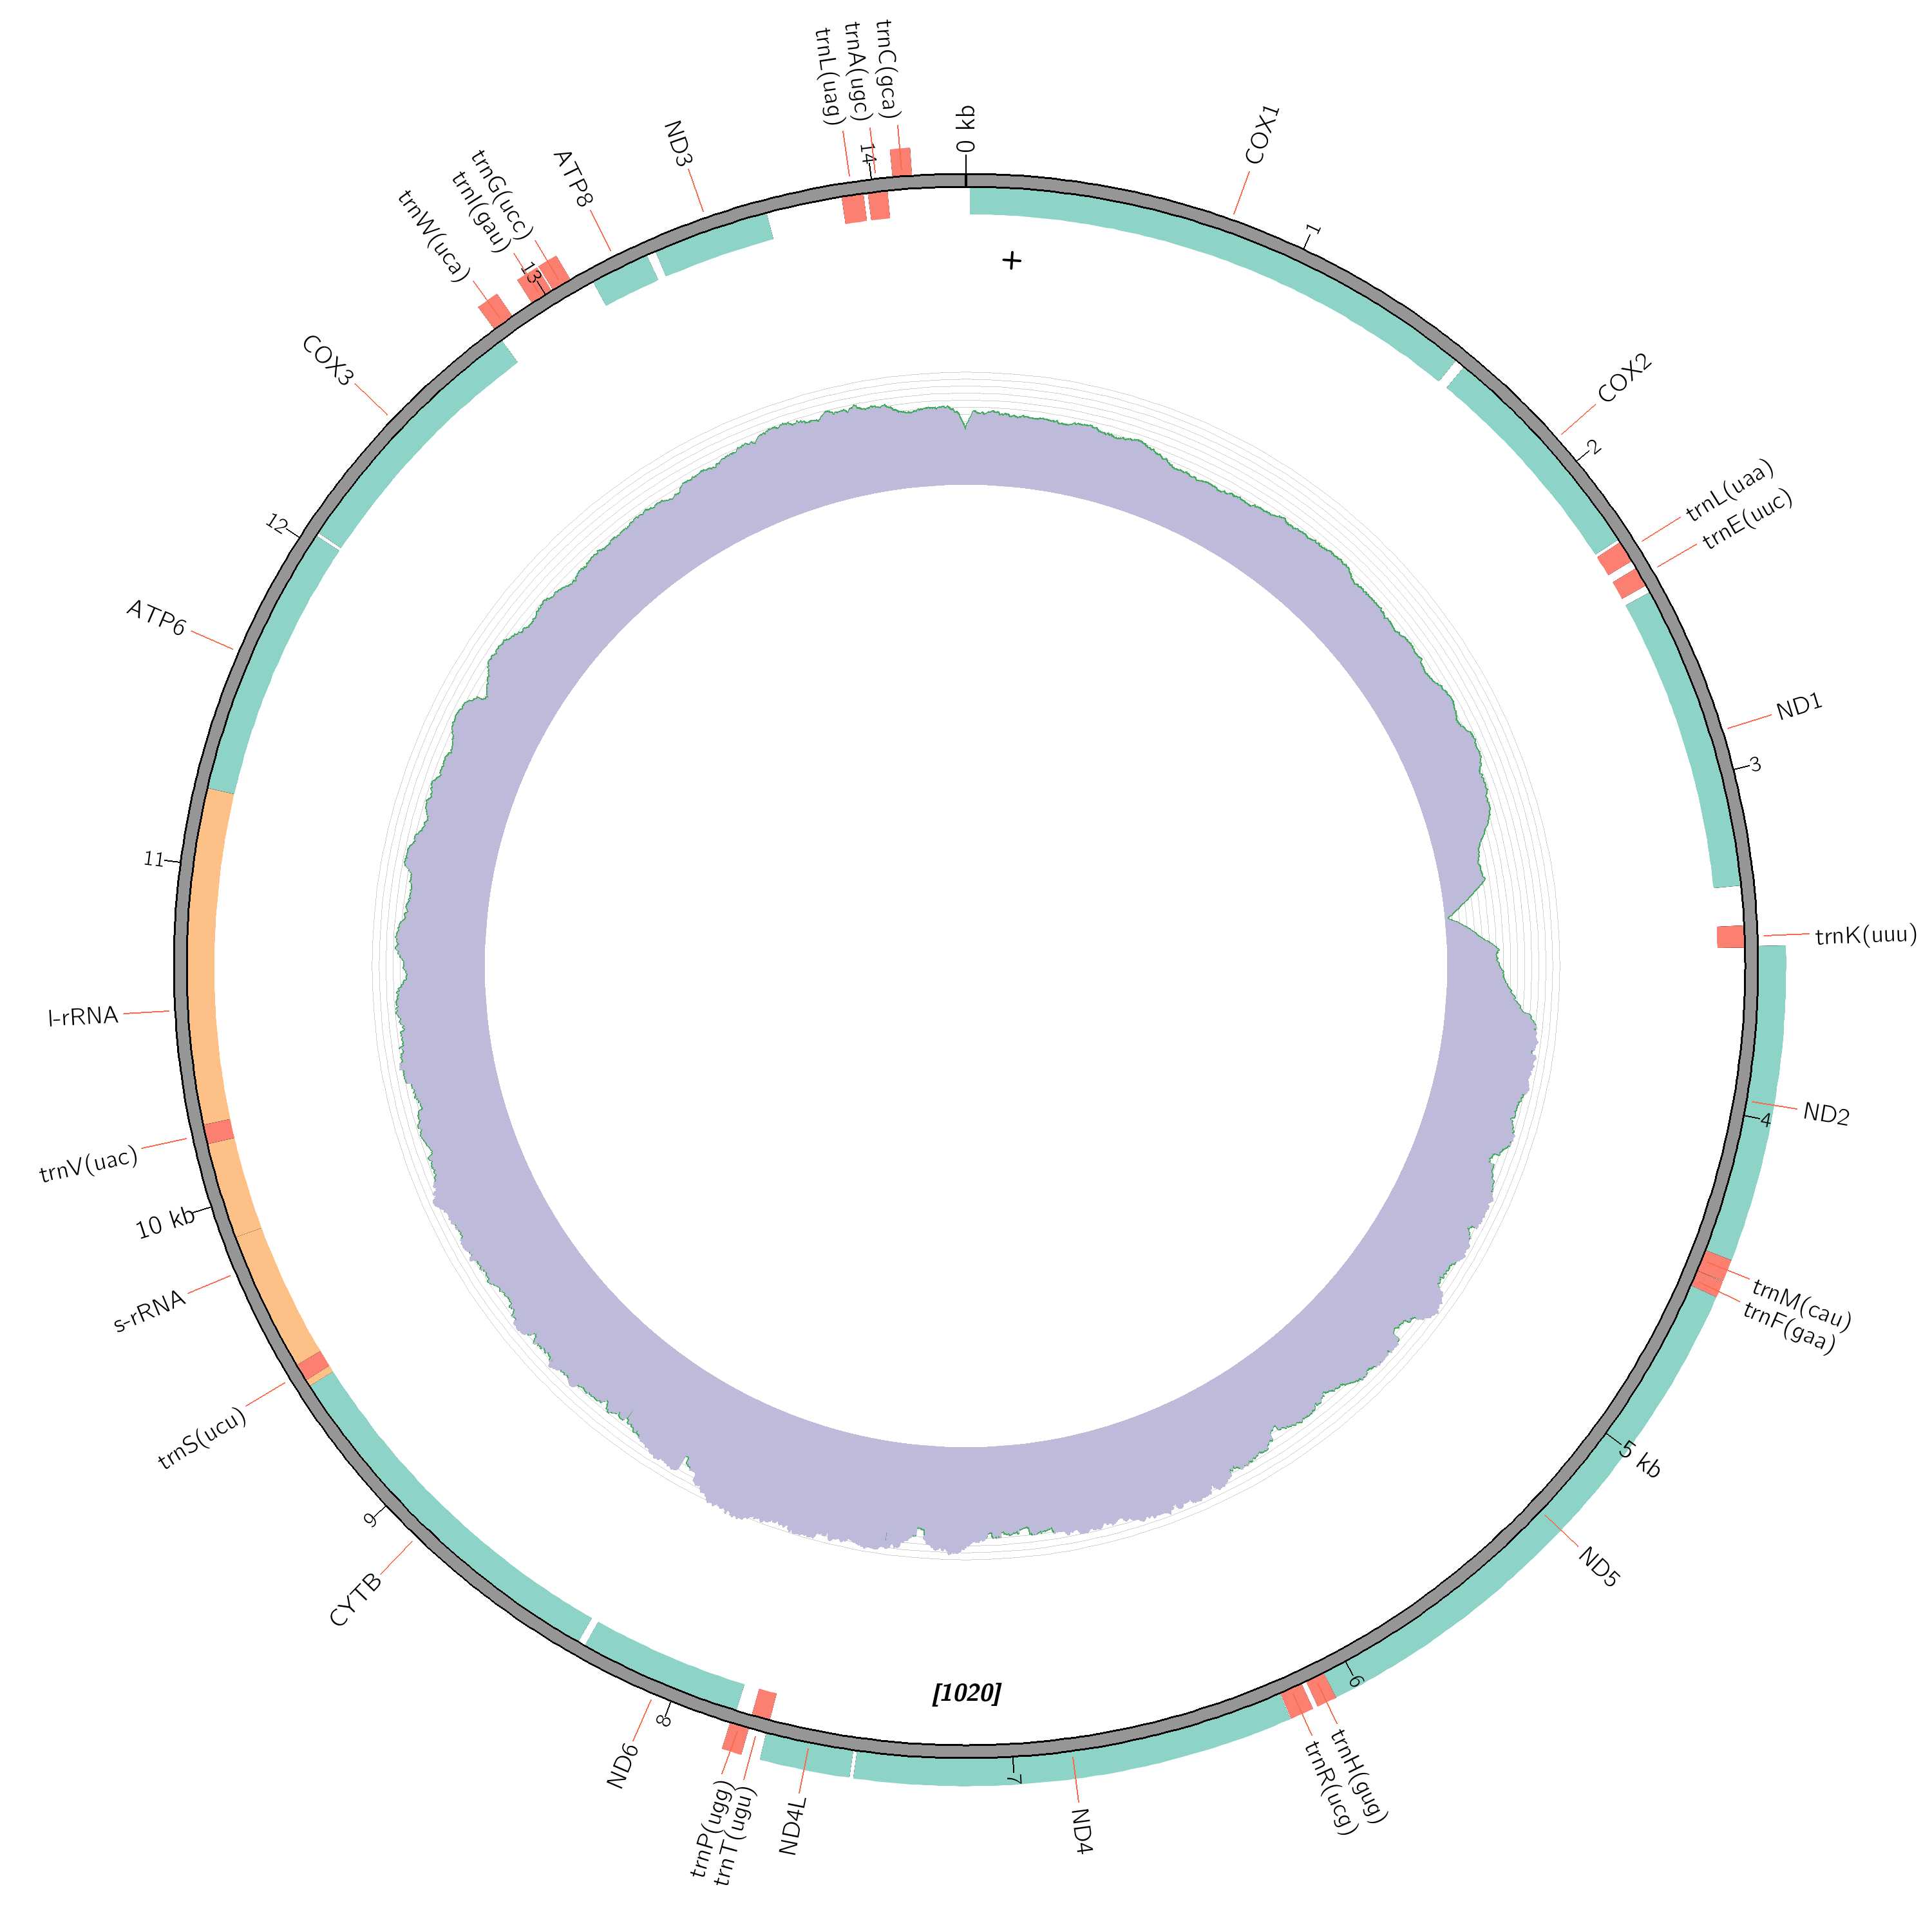 0 kb
COX1
1
COX2
2
trnL(uaa)
trnE(uuc)
ND1
3
trnK(uuu)
ND2
4
trnM(cau)
trnF(gaa)
5 kb
ND5
6
trnH(gug)
trnR(ucg)
ND4
7
ND4L
trnT(ugu)
trnP(ugg)
8
ND6
CYTB
9
trnS(ucu)
s-rRNA
10 kb
trnV(uac)
l-rRNA
11
ATP6
12
COX3
trnW(uca)
trnI(gau)
13
trnG(ucc)
ATP8
ND3
trnL(uag)
trnA(ugc)
14
trnC(gca)
+
[1020]